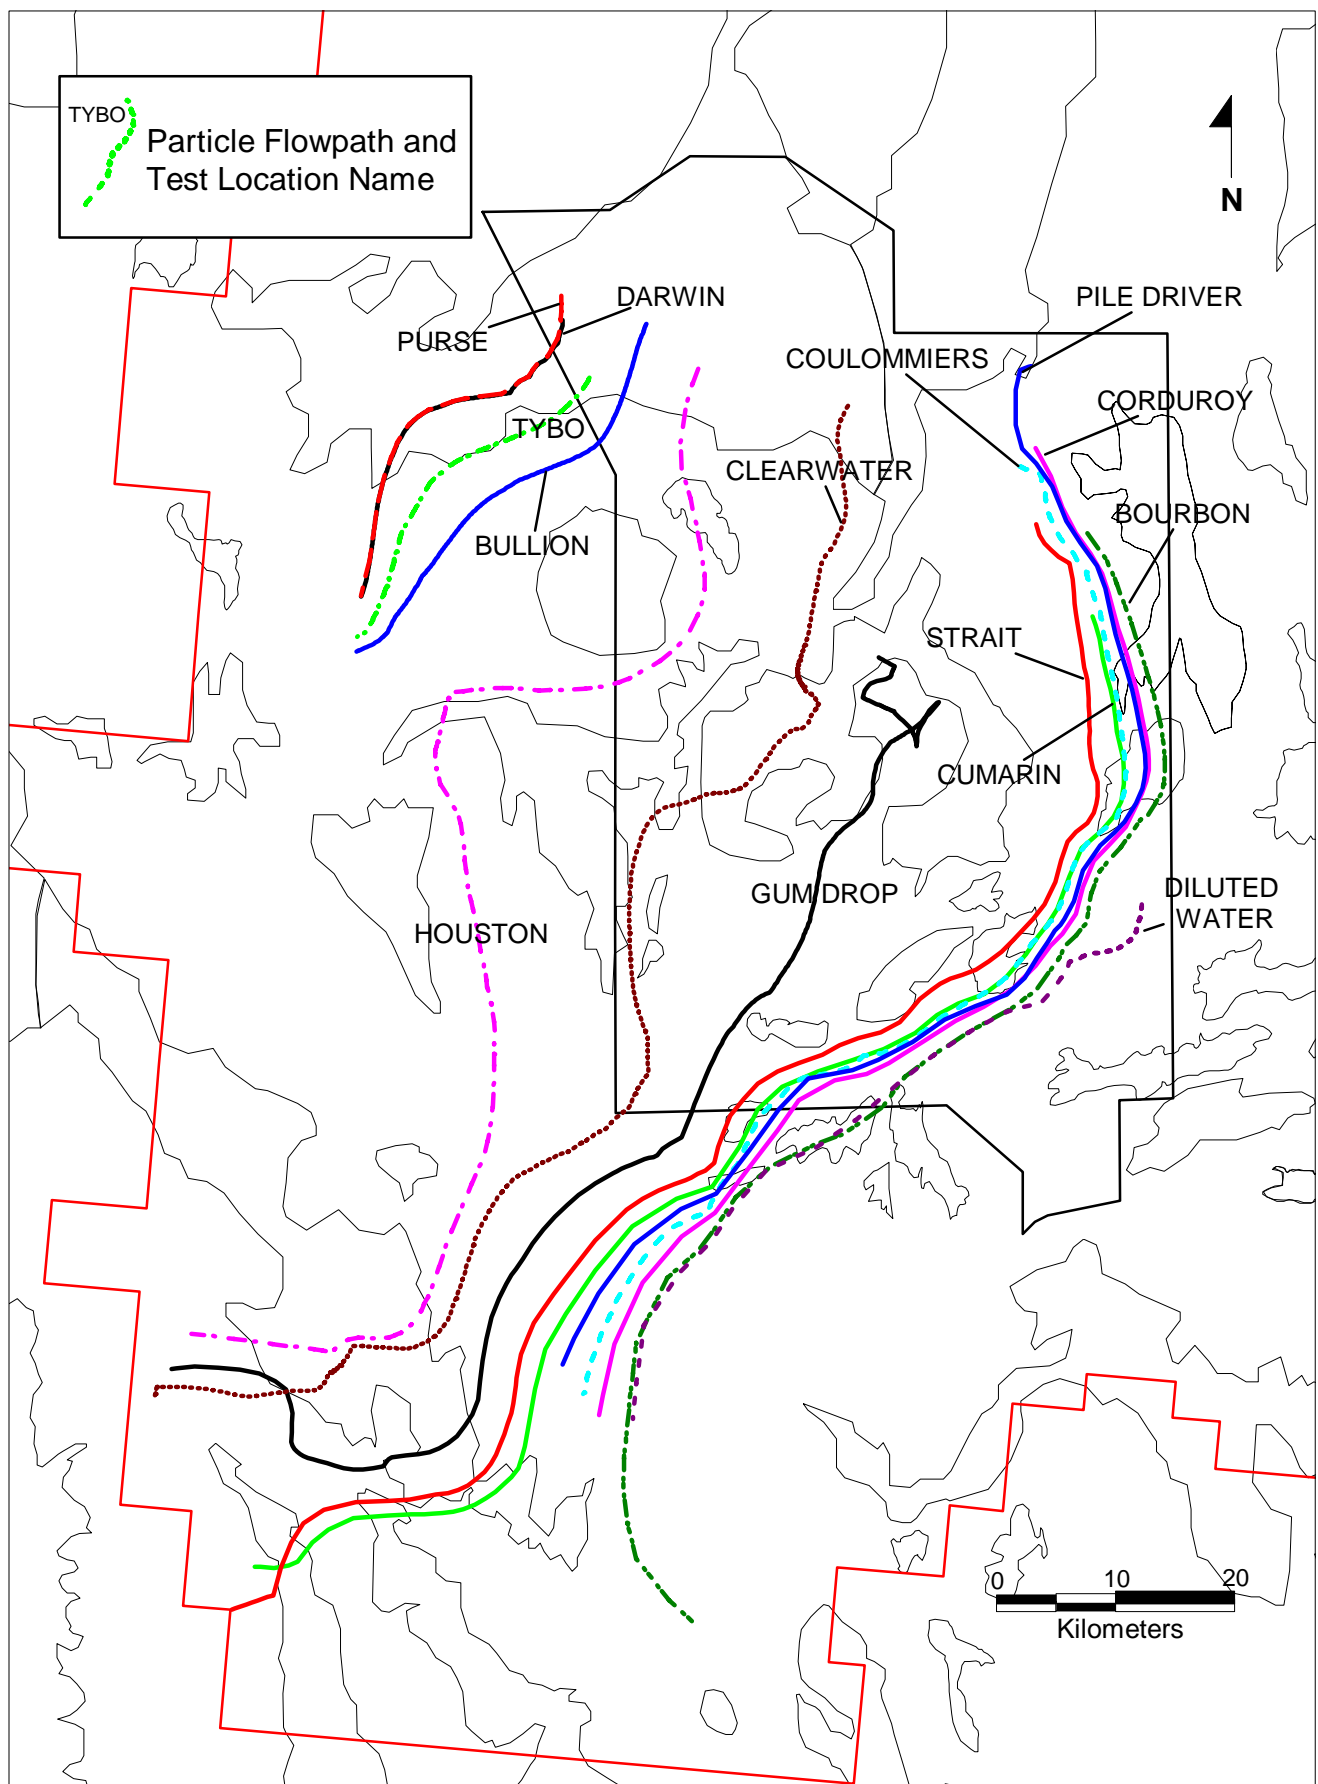 TYBO
Particle Flowpath and
Test Location Name
N
DARWIN
PILE DRIVER
PURSE
COULOMMIERS
CORDUROY
TYBO
CLEARWATER
BOURBON
BULLION
STRAIT
CUMARIN
GUM DROP
DILUTED
WATER
HOUSTON
0 10 20
Kilometers